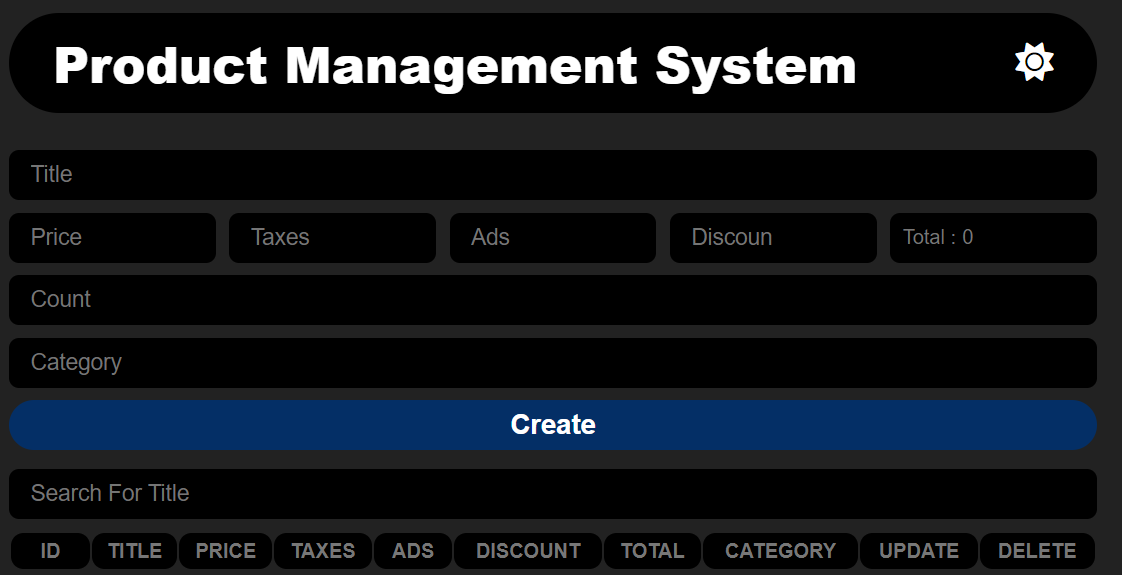 Product Management System
Title
Price Taxes Ads Discoun Total : 0
Count
Category
Create
Search For Title
ID TITLE PRICE TAXES ADS DISCOUNT TOTAL CATEGORY UPDATE DELETE